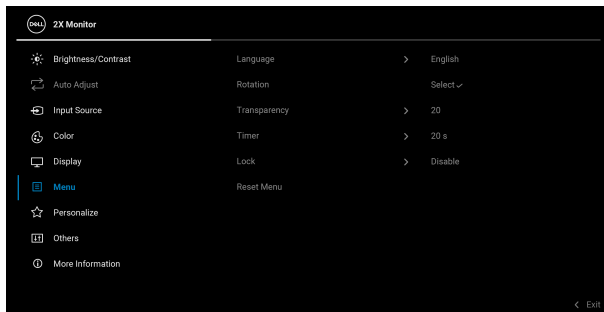 DELL 2X Monitor
Brightness/Contrast Language > English
Auto Adjust Rotation Select ✓
Input Source Transparency > 20
Color Timer > 20 s
Display Lock > Disable
Menu Reset Menu
Personalize
Others
More Information
< Exit